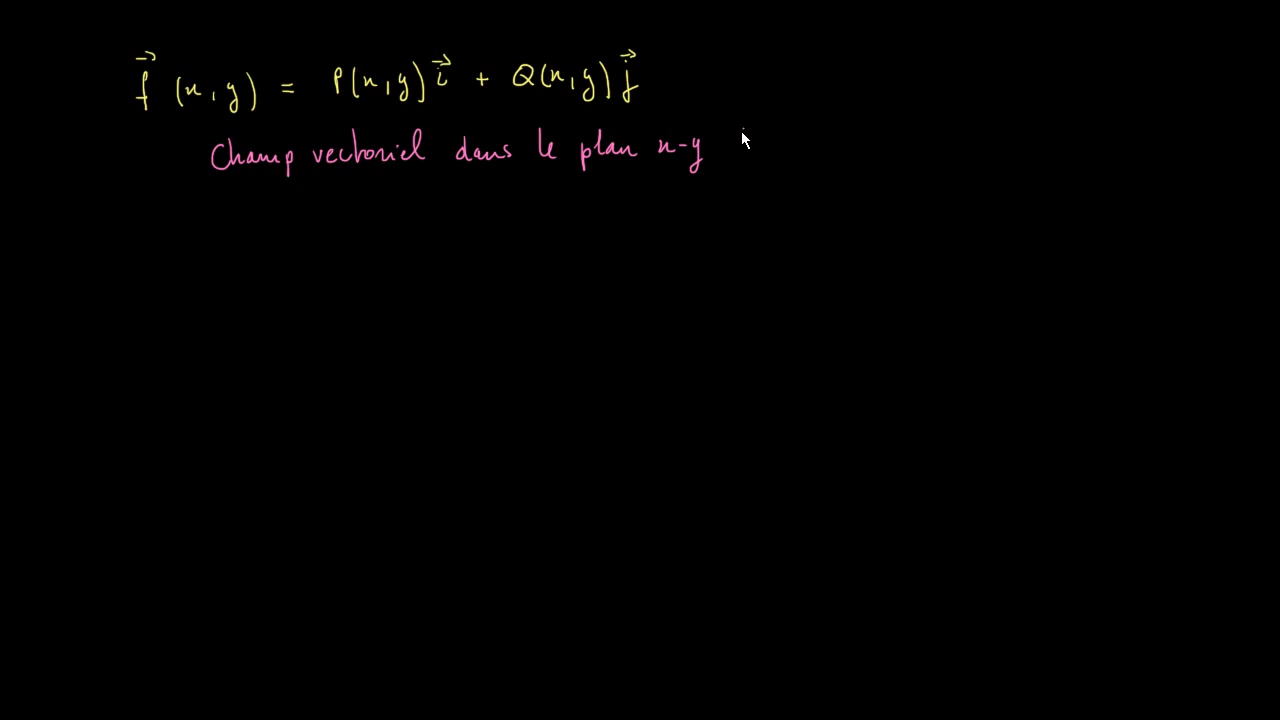 f⃗ (x,y) = P(x,y) i⃗ + Q(x,y) j⃗
Champ vectoriel dans le plan x-y